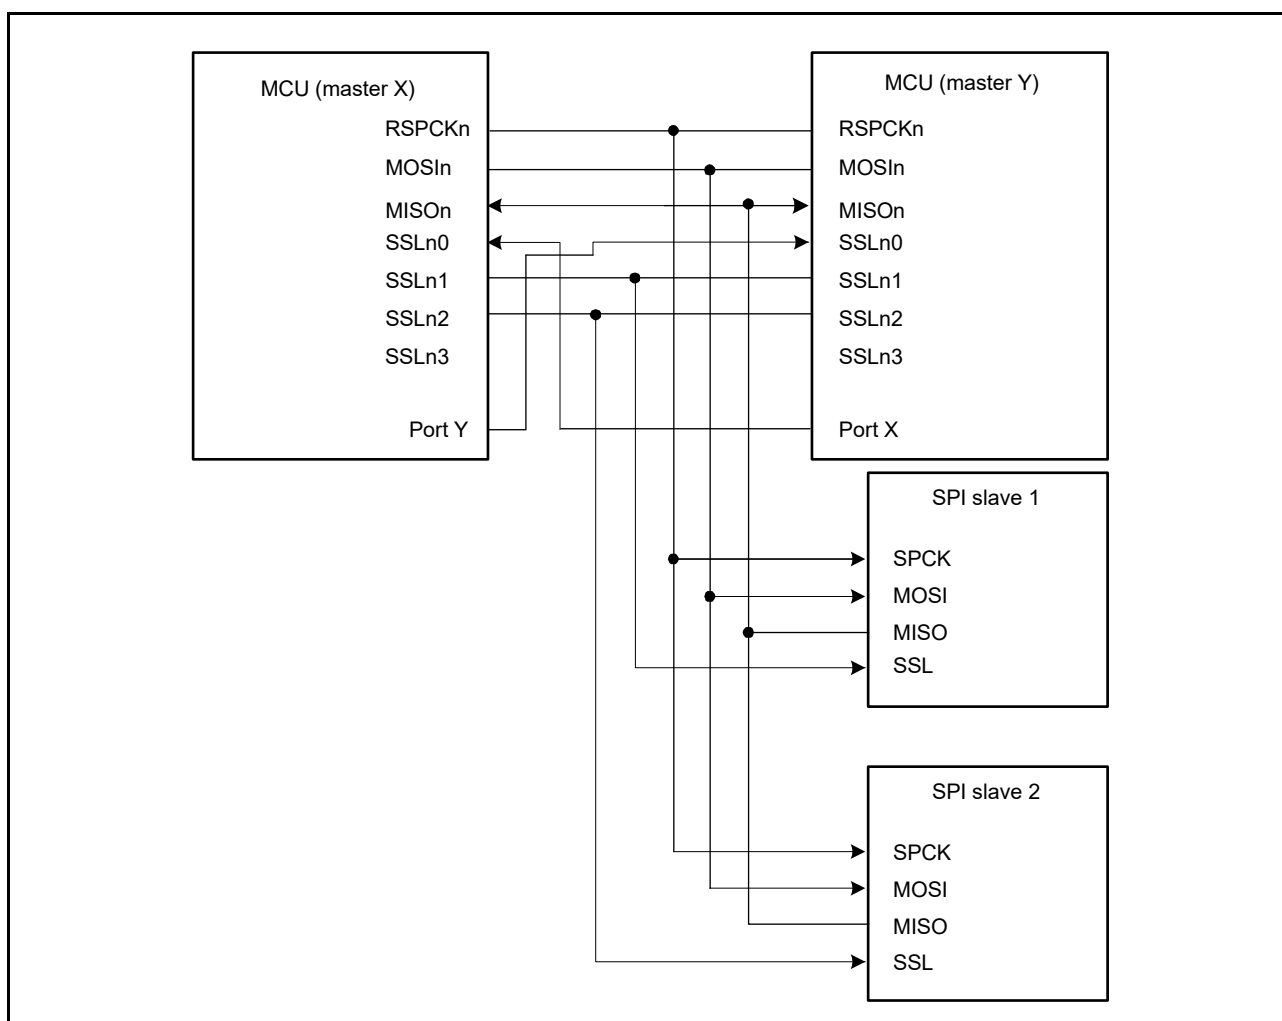 MCU (master X)
RSPCKn
MOSIn
MISOn
SSLn0
SSLn1
SSLn2
SSLn3
Port Y
MCU (master Y)
RSPCKn
MOSIn
MISOn
SSLn0
SSLn1
SSLn2
SSLn3
Port X
SPI slave 1
SPCK
MOSI
MISO
SSL
SPI slave 2
SPCK
MOSI
MISO
SSL